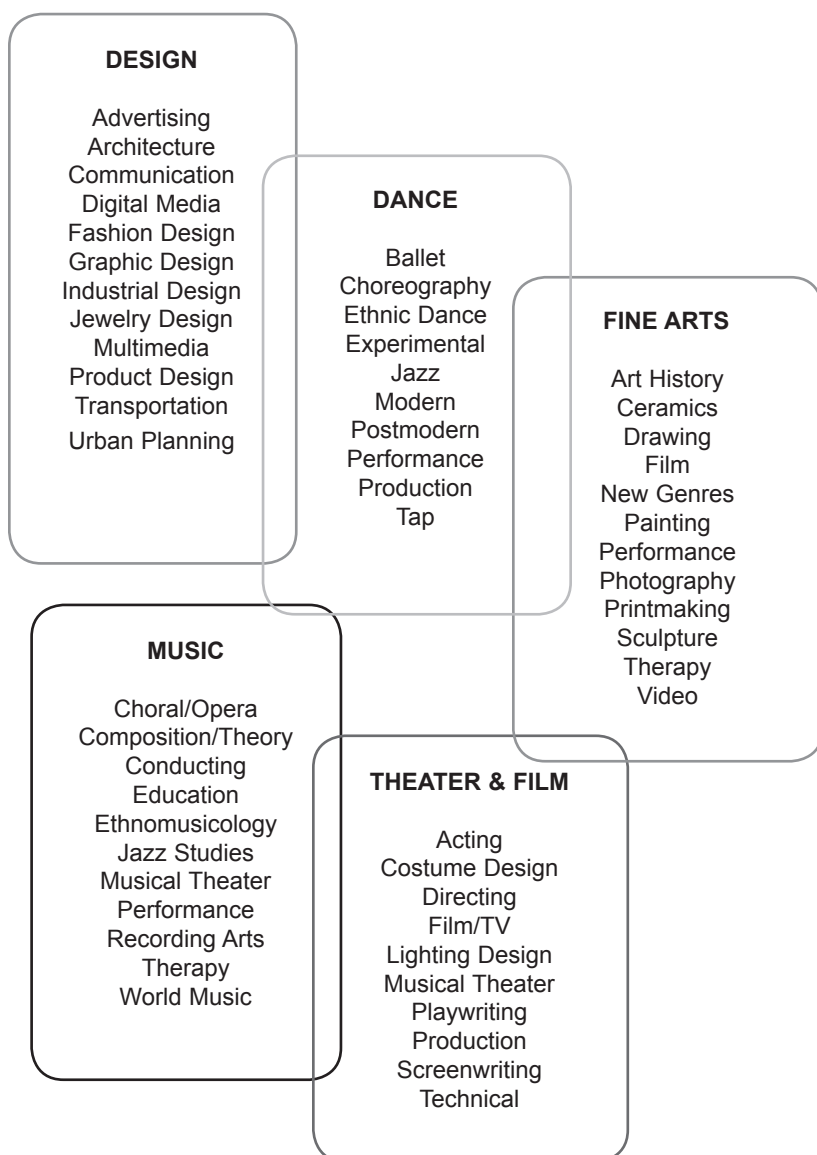 DESIGN
Advertising
Architecture
Communication
Digital Media
Fashion Design
Graphic Design
Industrial Design
Jewelry Design
Multimedia
Product Design
Transportation
Urban Planning
DANCE
Ballet
Choreography
Ethnic Dance
Experimental
Jazz
Modern
Postmodern
Performance
Production
Tap
FINE ARTS
Art History
Ceramics
Drawing
Film
New Genres
Painting
Performance
Photography
Printmaking
Sculpture
Therapy
Video
MUSIC
Choral/Opera
Composition/Theory
Conducting
Education
Ethnomusicology
Jazz Studies
Musical Theater
Performance
Recording Arts
Therapy
World Music
THEATER & FILM
Acting
Costume Design
Directing
Film/TV
Lighting Design
Musical Theater
Playwriting
Production
Screenwriting
Technical